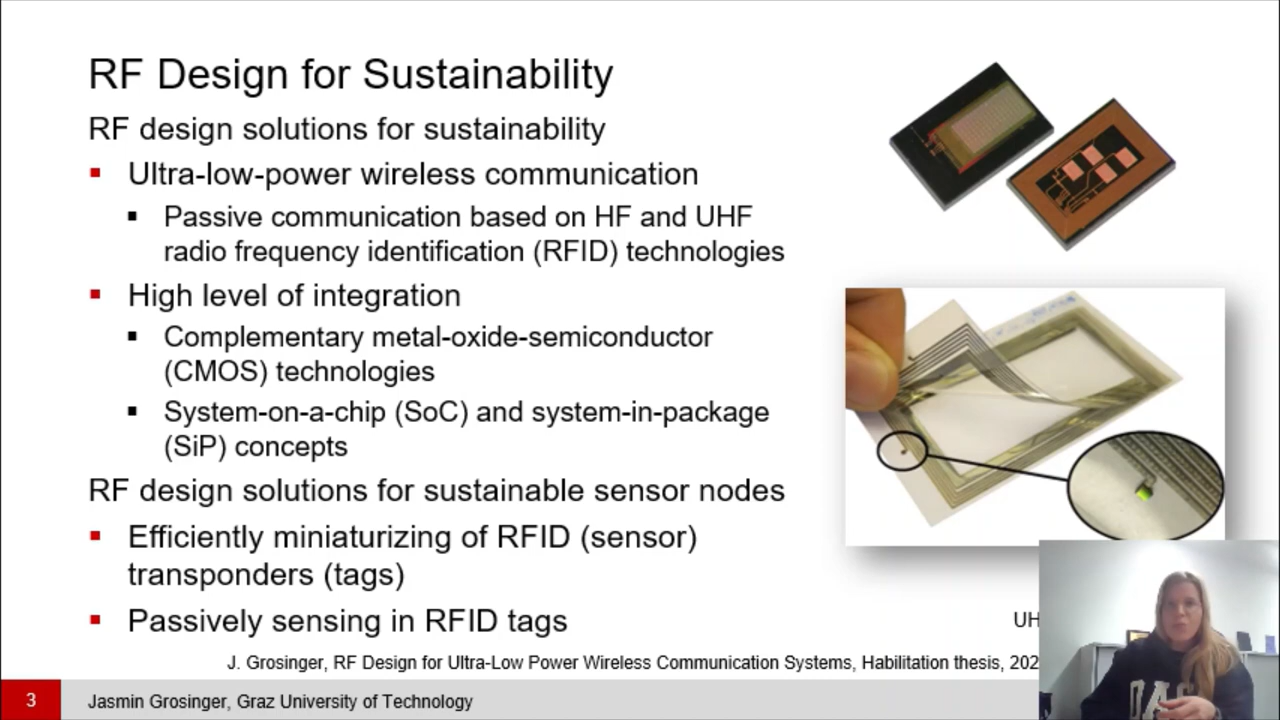 RF Design for Sustainability
RF design solutions for sustainability
Ultra-low-power wireless communication
Passive communication based on HF and UHF
radio frequency identification (RFID) technologies
High level of integration
Complementary metal-oxide-semiconductor
(CMOS) technologies
System-on-a-chip (SoC) and system-in-package
(SiP) concepts
RF design solutions for sustainable sensor nodes
Efficiently miniaturizing of RFID (sensor)
transponders (tags)
Passively sensing in RFID tags
UH
J. Grosinger, RF Design for Ultra-Low Power Wireless Communication Systems, Habilitation thesis, 202
3
Jasmin Grosinger, Graz University of Technology